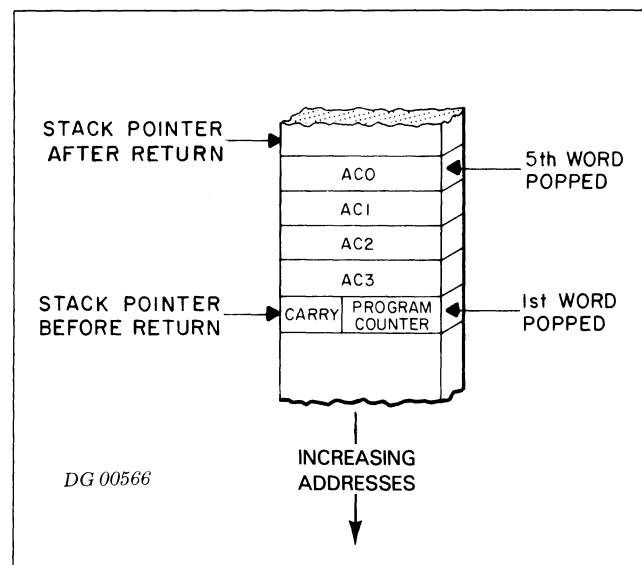 STACK POINTER
AFTER RETURN
5th WORD
POPPED
AC0
AC1
AC2
AC3
STACK POINTER
BEFORE RETURN
CARRY
PROGRAM
COUNTER
1st WORD
POPPED
INCREASING
ADDRESSES
DG 00566